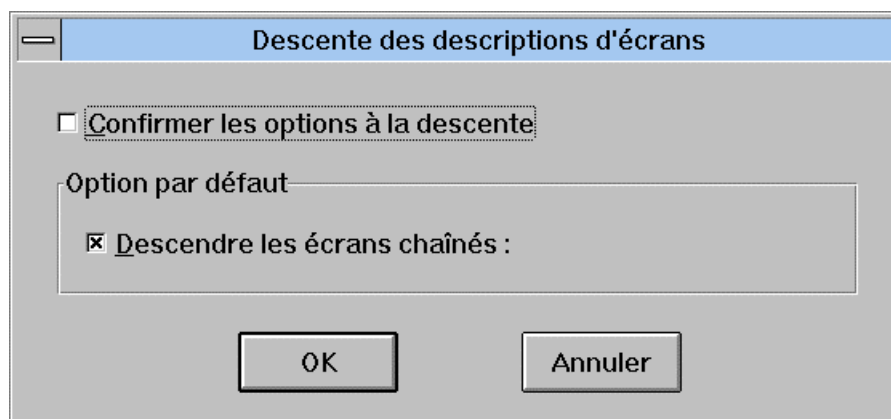 Descente des descriptions d'écrans
Confirmer les options à la descente
Option par défaut
Descendre les écrans chaînés :
OK
Annuler